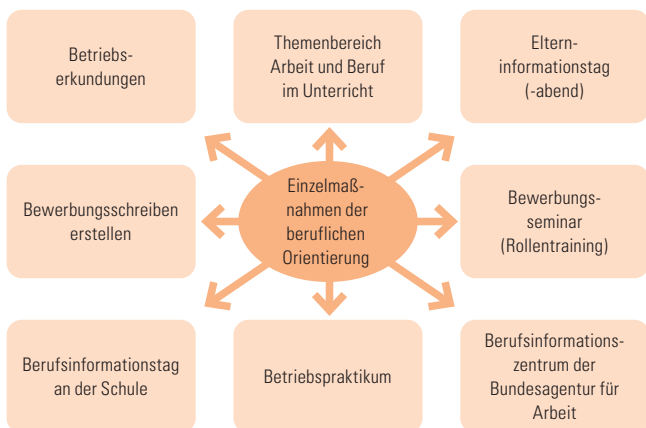 Betriebs-
erkundungen
Themenbereich
Arbeit und Beruf
im Unterricht
Eltern-
informationstag
(-abend)
Bewerbungsschreiben
erstellen
Einzelmaß-
nahmen der
beruflichen
Orientierung
Bewerbungs-
seminar
(Rollentraining)
Berufsinformationstag
an der Schule
Betriebspraktikum
Berufsinformations-
zentrum der
Bundesagentur für
Arbeit